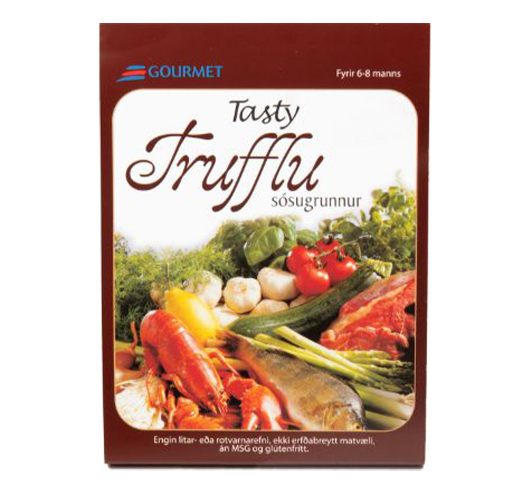 GOURMET
Fyrir 6-8 manns
Tasty
Trufflu
sósugrunnur
Engin litar- eða rotvarnarefni, ekki erfðabreytt matvæli,
án MSG og glútenfrítt.